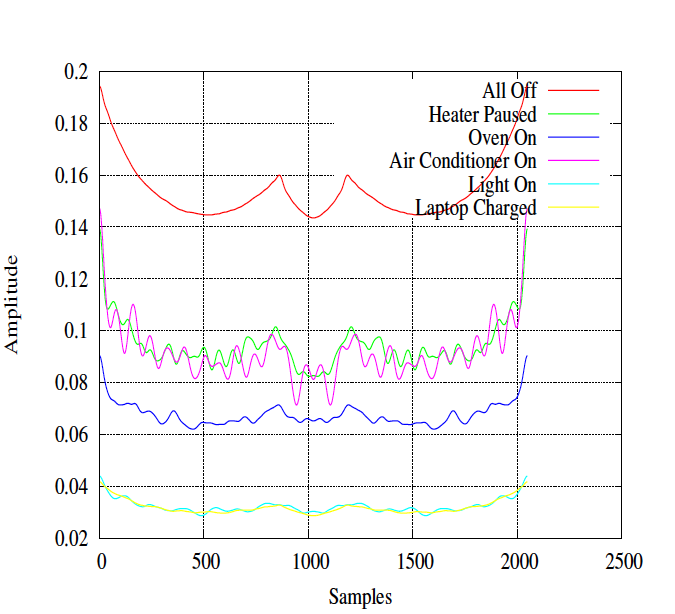 0.2
0.18
0.16
0.14
0.12
0.1
0.08
0.06
0.04
0.02
0 500 1000 1500 2000 2500
Amplitude
Samples
All Off
Heater Paused
Oven On
Air Conditioner On
Light On
Laptop Charged